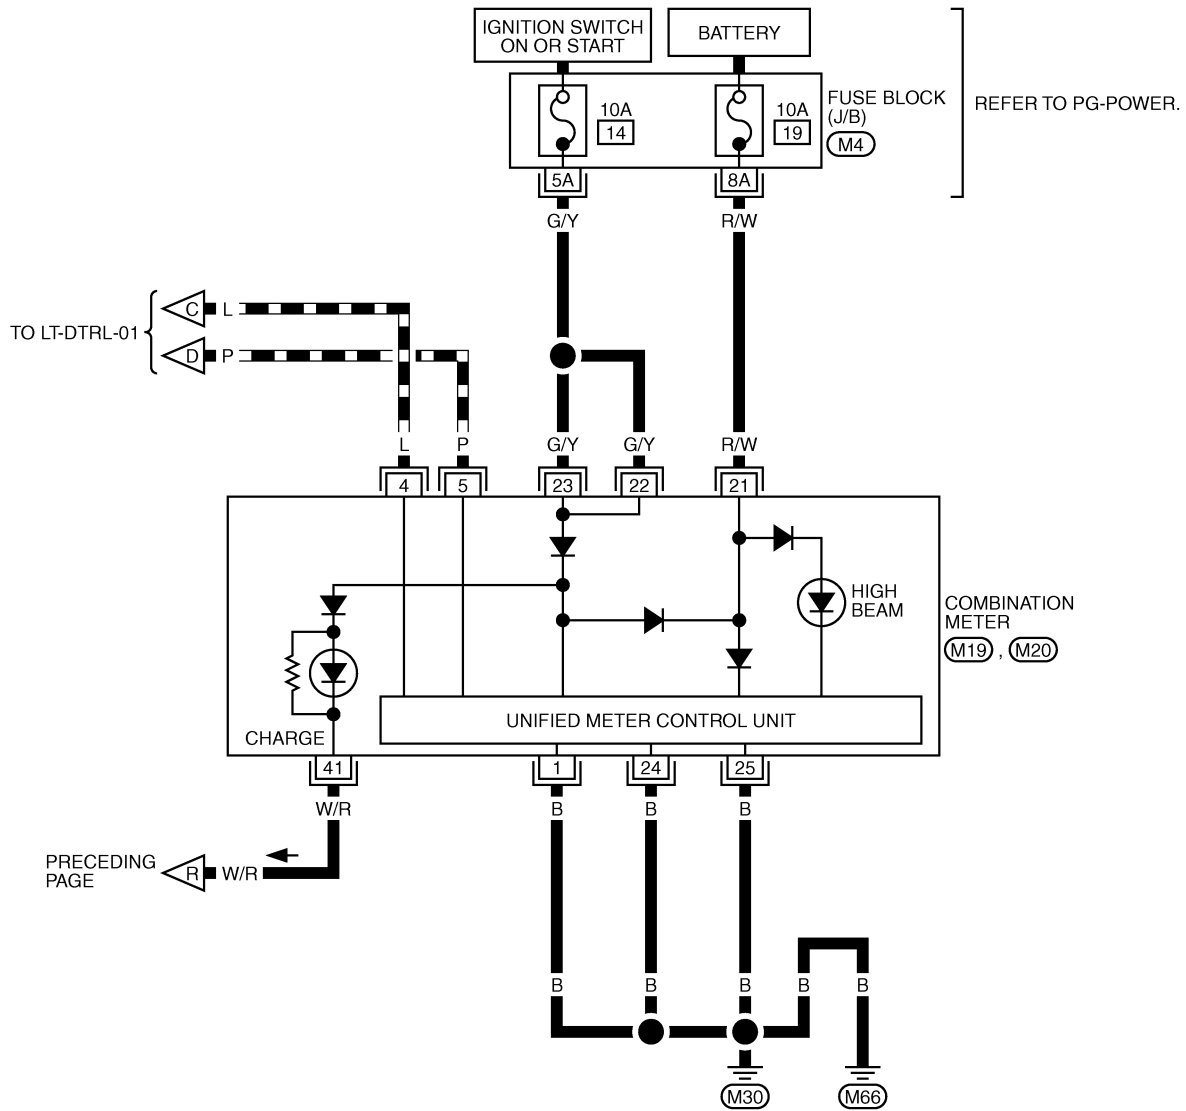 IGNITION SWITCH
ON OR START
BATTERY
10A
14
10A
19
FUSE BLOCK
(J/B)
M4
REFER TO PG-POWER.
5A
8A
G/Y
R/W
TO LT-DTRL-01
C
L
D
P
L
P
G/Y
G/Y
R/W
4
5
23
22
21
HIGH
BEAM
COMBINATION
METER
M19 , M20
UNIFIED METER CONTROL UNIT
CHARGE
41
1
24
25
W/R
B
B
B
PRECEDING
PAGE
R
W/R
B
B
B
B
B
M30
M66